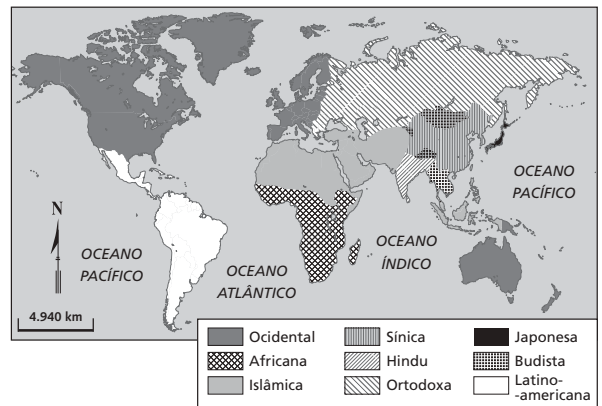 OCEANO
PACÍFICO
N
OCEANO
PACÍFICO
OCEANO
ATLÂNTICO
OCEANO
ÍNDICO
4.940 km
Ocidental
Africana
Islâmica
Sínica
Hindu
Ortodoxa
Japonesa
Budista
Latino-
-americana